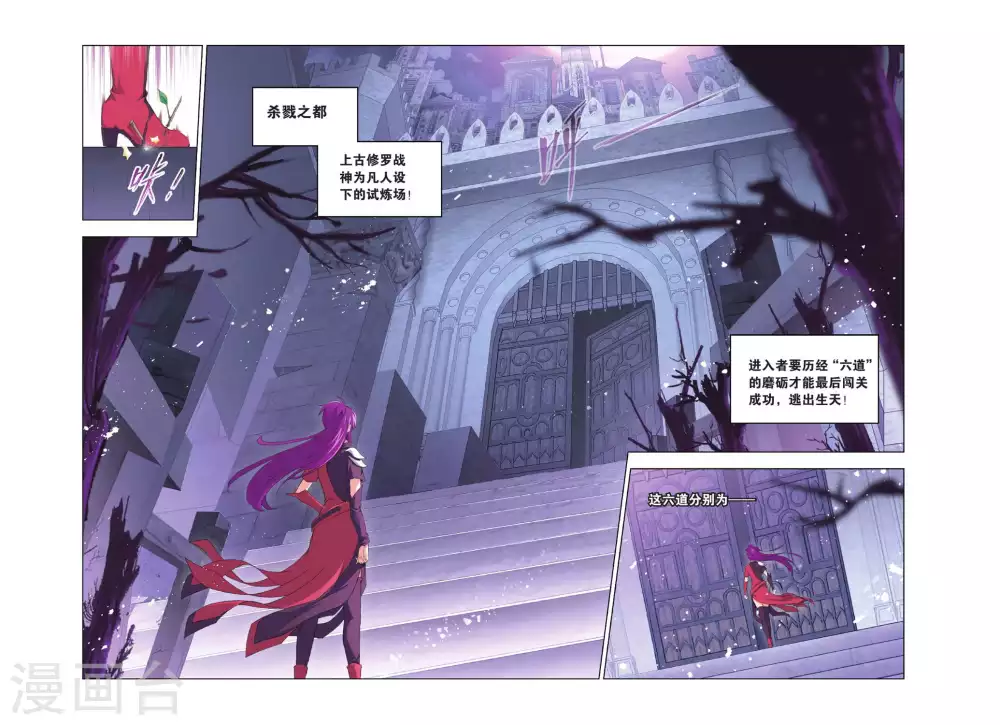 咔！
杀戮之都
上古修罗战
神为凡人设
下的试炼场！
吖
进入者要历经“六道”
的磨砺才能最后闯关
成功，逃出生天！
这六道分别为——
漫画台